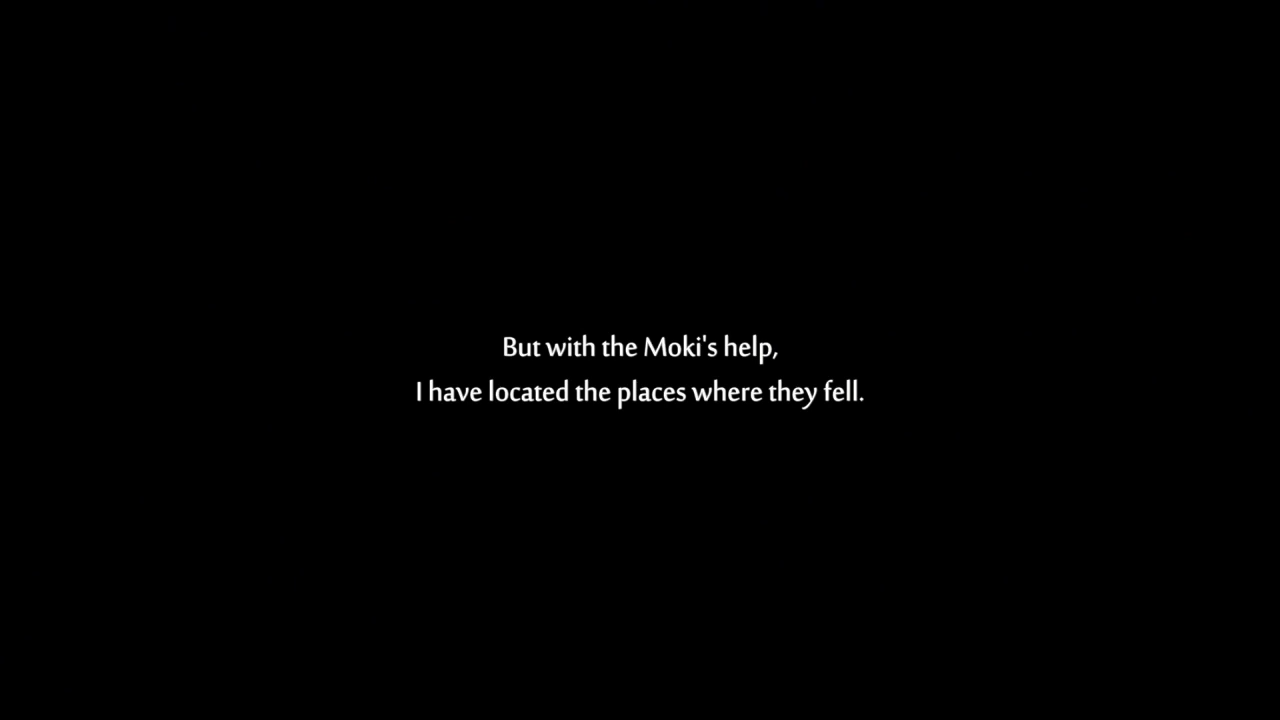 But with the Moki's help,
I have located the places where they fell.